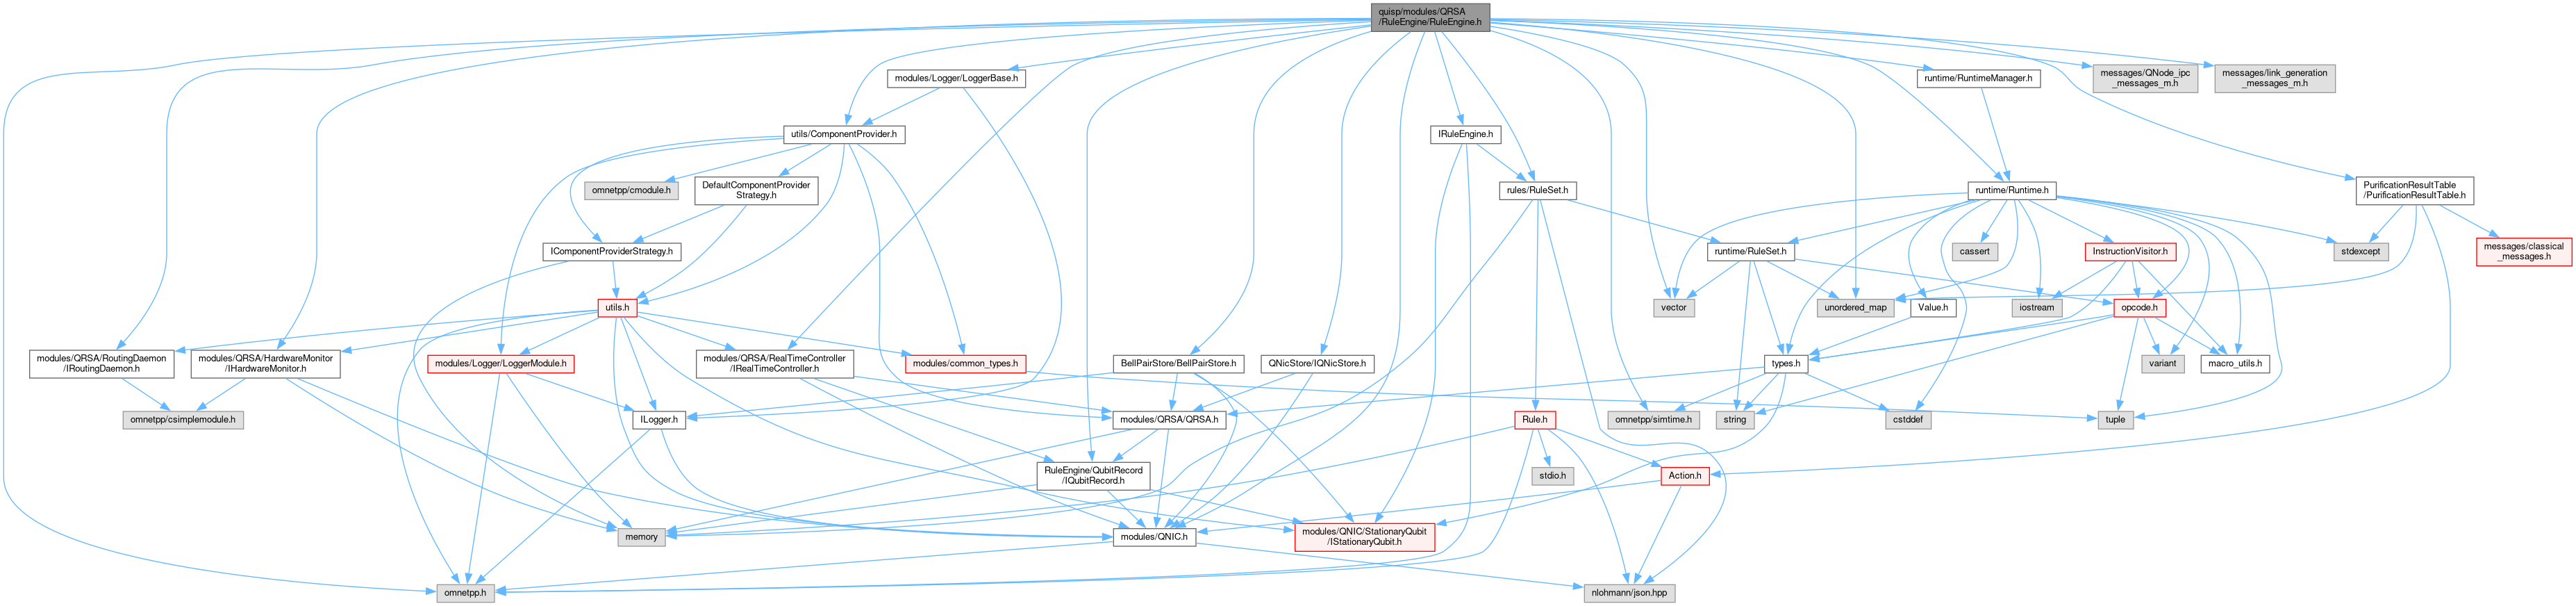 quisp/modules/QRSA
/RuleEngine/RuleEngine.h
modules/Logger/LoggerBase.h
runtime/RuntimeManager.h
messages/QNode_ipc
_messages_m.h
messages/link_generation
_messages_m.h
utils/ComponentProvider.h
IRuleEngine.h
omnetpp/cmodule.h
DefaultComponentProvider
Strategy.h
rules/RuleSet.h
runtime/Runtime.h
PurificationResultTable
/PurificationResultTable.h
IComponentProviderStrategy.h
runtime/RuleSet.h
cassert
InstructionVisitor.h
stdexcept
messages/classical
_messages.h
utils.h
vector
unordered_map
Value.h
iostream
opcode.h
modules/QRSA/RoutingDaemon
/IRoutingDaemon.h
modules/QRSA/HardwareMonitor
/IHardwareMonitor.h
modules/Logger/LoggerModule.h
modules/QRSA/RealTimeController
/IRealTimeController.h
modules/common_types.h
BellPairStore/BellPairStore.h
QNicStore/IQNicStore.h
types.h
variant
macro_utils.h
omnetpp/csimplemodule.h
ILogger.h
modules/QRSA/QRSA.h
Rule.h
omnetpp/simtime.h
string
cstddef
tuple
RuleEngine/QubitRecord
/IQubitRecord.h
stdio.h
Action.h
memory
modules/QNIC.h
modules/QNIC/StationaryQubit
/IStationaryQubit.h
omnetpp.h
nlohmann/json.hpp